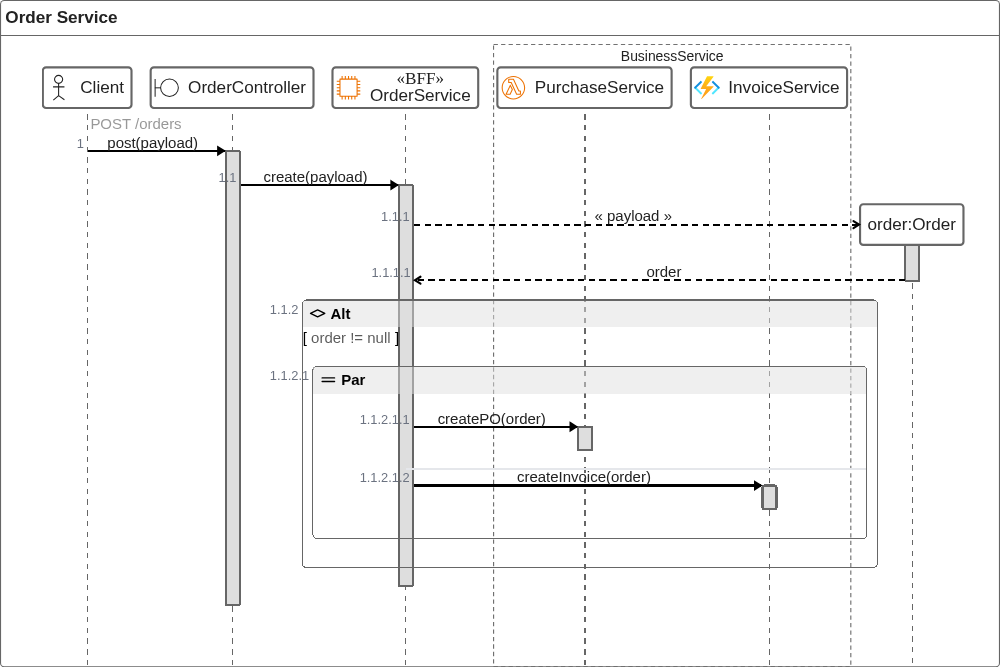 Order Service
BusinessService
Client
OrderController
«BFF»
OrderService
PurchaseService
InvoiceService
POST /orders
1
post(payload)
1.1
create(payload)
1.1.1
« payload »
order:Order
1.1.1.1
order
1.1.2
Alt
[ order != null ]
1.1.2.1
Par
1.1.2.1.1
createPO(order)
1.1.2.1.2
createInvoice(order)